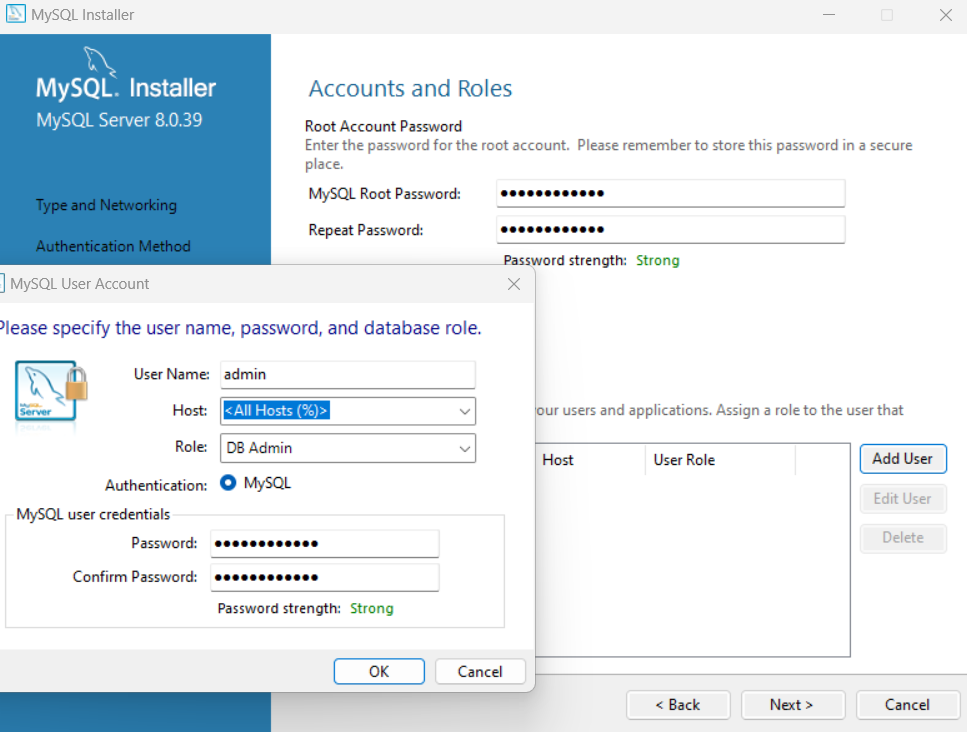 MySQL Installer
MySQL. Installer
MySQL Server 8.0.39
Type and Networking
Authentication Method
Accounts and Roles
Root Account Password
Enter the password for the root account. Please remember to store this password in a secure
place.
MySQL Root Password: ●●●●●●●●●●●●
Repeat Password: ●●●●●●●●●●●●
Password strength: Strong
MySQL User Account
Please specify the user name, password, and database role.
Server
User Name: admin
Host: <All Hosts (%)>
Role: DB Admin
Authentication: MySQL
MySQL user credentials
Password: ●●●●●●●●●●●●
Confirm Password: ●●●●●●●●●●●●
Password strength: Strong
OK Cancel
your users and applications. Assign a role to the user that
Host User Role
Add User
Edit User
Delete
< Back Next > Cancel